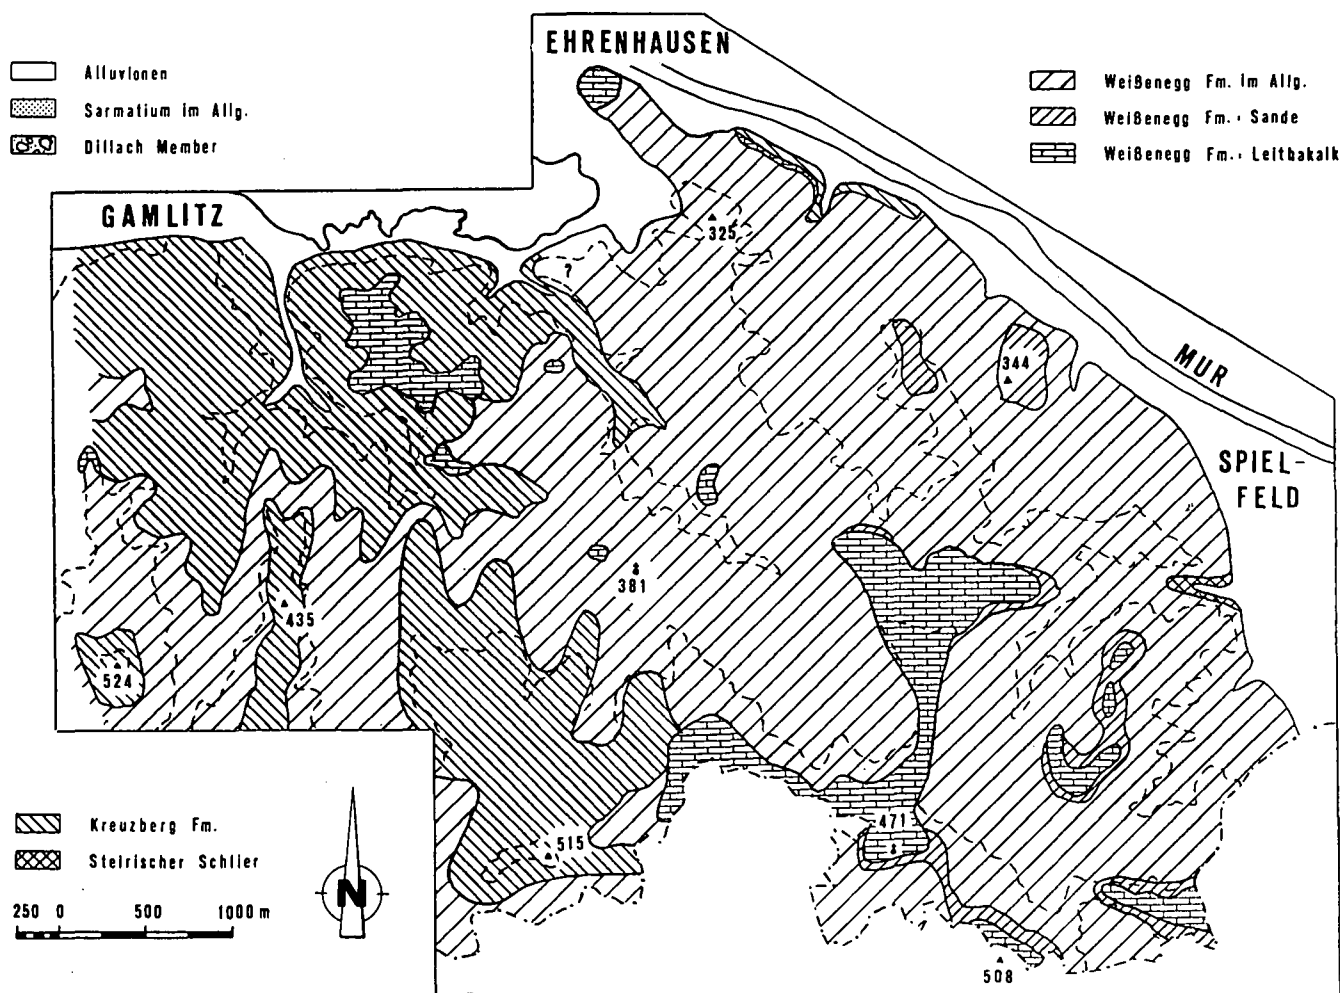 EHRENHAUSEN
Alluvionen
Sarmatium im Allg.
Dillach Member
Weißenegg Fm. im Allg.
Weißenegg Fm.: Sande
Weißenegg Fm.: Leithakalk
GAMLITZ
325
?
344
MUR
SPIEL-
FELD
381
435
524
471
515
508
Kreuzberg Fm.
Steirischer Schlier
N
250 0 500 1000 m